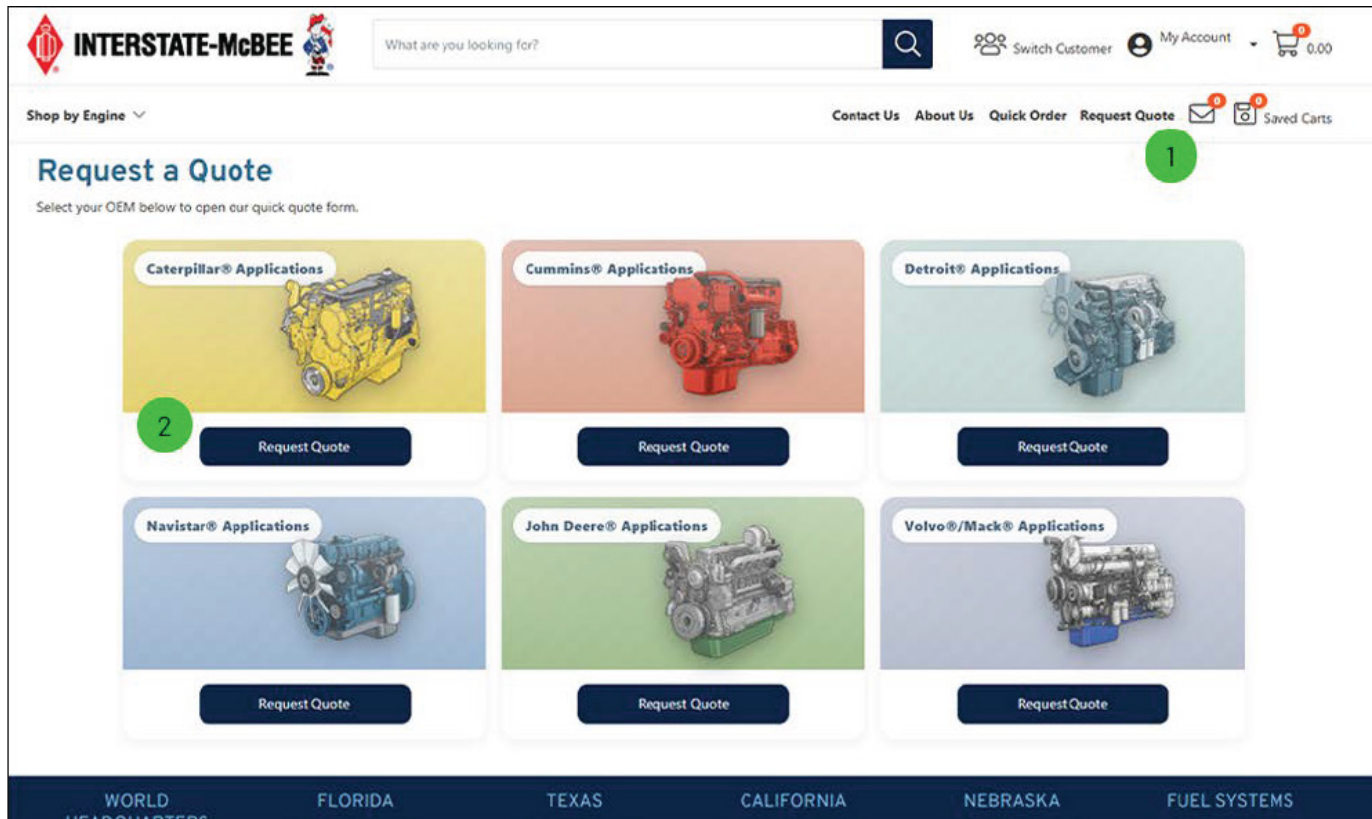 INTERSTATE-McBEE
What are you looking for?
Switch Customer
My Account
0
0.00
Shop by Engine
Contact Us About Us Quick Order Request Quote
0
0
Saved Carts
1
Request a Quote
Select your OEM below to open our quick quote form.
Caterpillar® Applications
Cummins® Applications
Detroit® Applications
2
Request Quote
Request Quote
Request Quote
Navistar® Applications
John Deere® Applications
Volvo®/Mack® Applications
Request Quote
Request Quote
Request Quote
WORLD
HEADQUARTERS
FLORIDA
TEXAS
CALIFORNIA
NEBRASKA
FUEL SYSTEMS